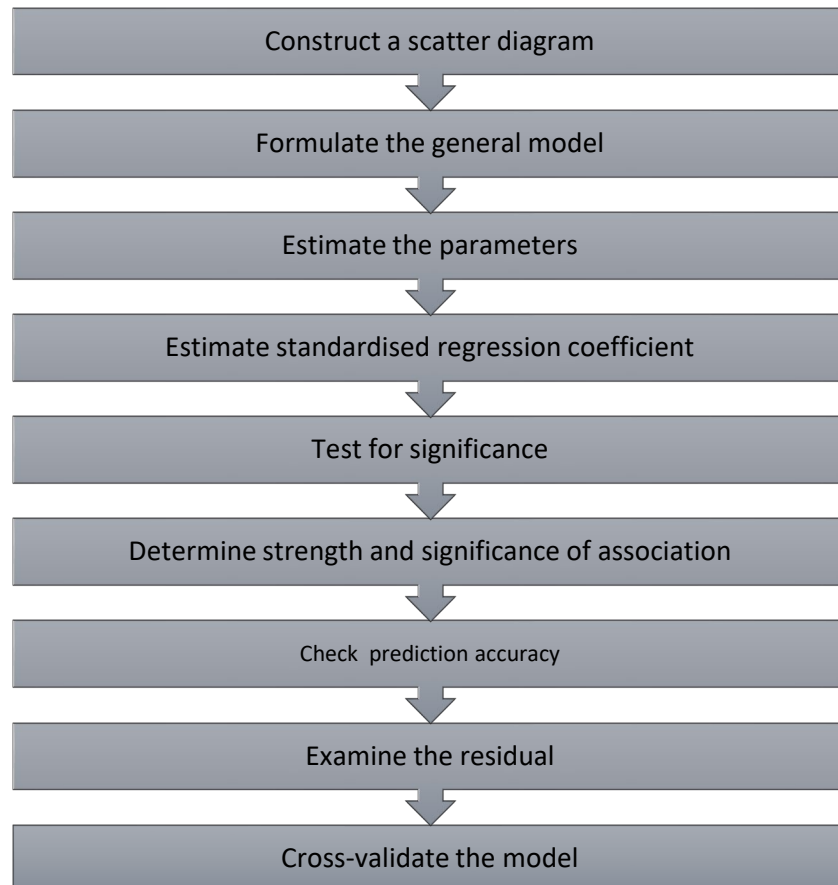 Construct a scatter diagram
Formulate the general model
Estimate the parameters
Estimate standardised regression coefficient
Test for significance
Determine strength and significance of association
Check prediction accuracy
Examine the residual
Cross-validate the model